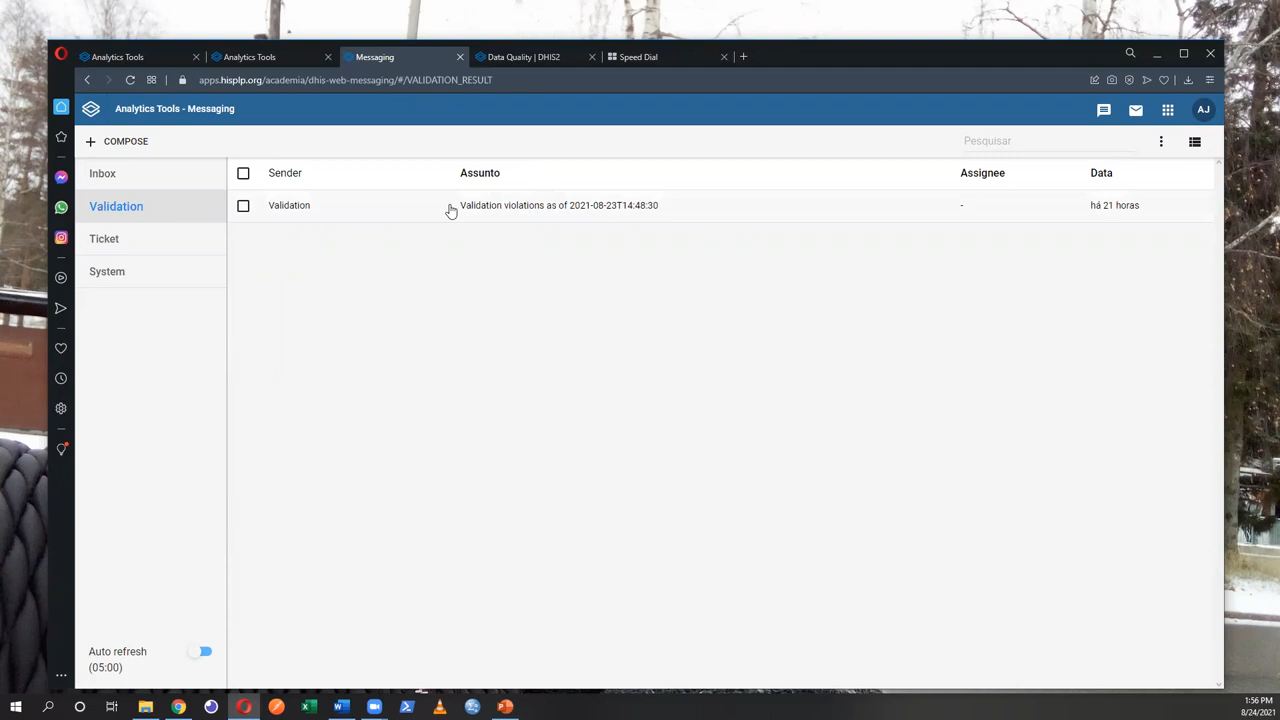 Analytics Tools
Analytics Tools
Messaging
Data Quality | DHIS2
Speed Dial
apps.hisplp.org/academia/dhis-web-messaging/#/VALIDATION_RESULT
Analytics Tools - Messaging
AJ
COMPOSE
Pesquisar
Inbox
Validation
Ticket
System
Sender Assunto Assignee Data
Validation Validation violations as of 2021-08-23T14:48:30 - há 21 horas
Auto refresh
(05:00)
1:56 PM
8/24/2021